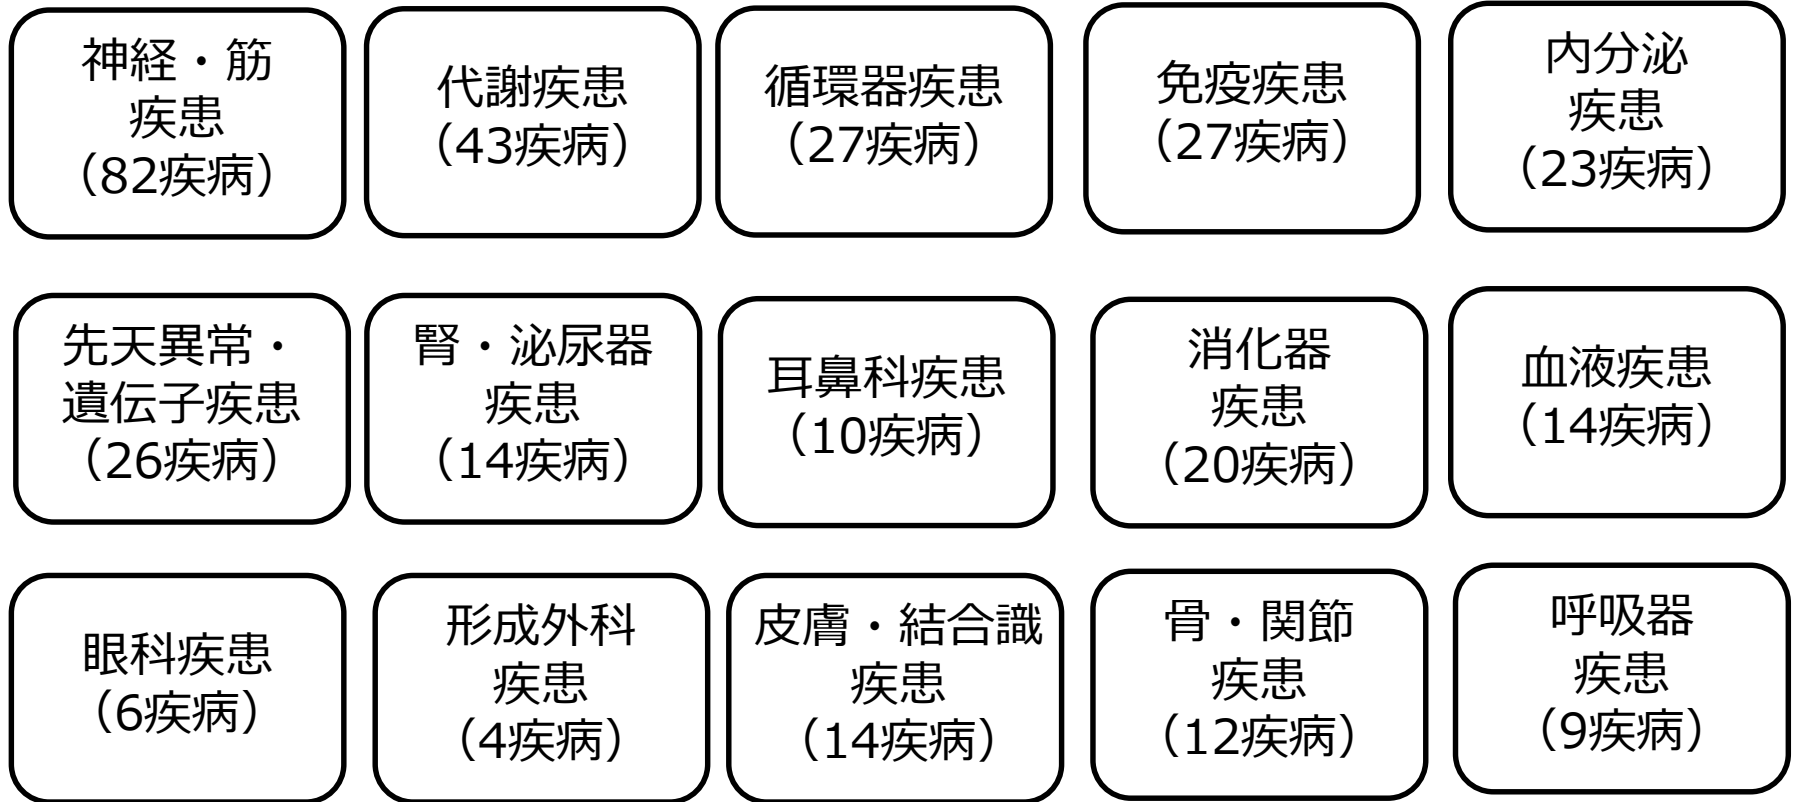 神経・筋
疾患
（82疾病）
代謝疾患
（43疾病）
循環器疾患
（27疾病）
免疫疾患
（27疾病）
内分泌
疾患
（23疾病）
先天異常・
遺伝子疾患
（26疾病）
腎・泌尿器
疾患
（14疾病）
耳鼻科疾患
（10疾病）
消化器
疾患
（20疾病）
血液疾患
（14疾病）
眼科疾患
（6疾病）
形成外科
疾患
（4疾病）
皮膚・結合識
疾患
（14疾病）
骨・関節
疾患
（12疾病）
呼吸器
疾患
（9疾病）